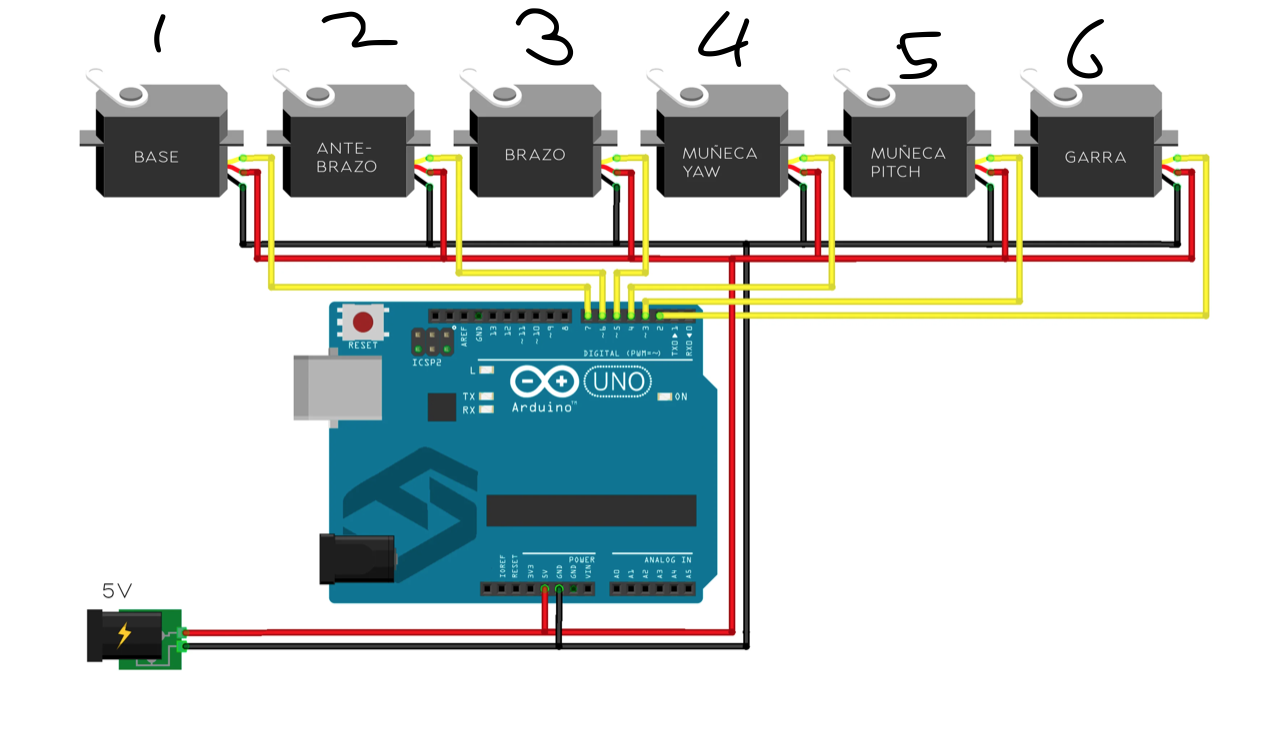 1 2 3 4 5 6
BASE
ANTE-
BRAZO
BRAZO
MUÑECA
YAW
MUÑECA
PITCH
GARRA
RESET
ICSP2
AREF
GND
13
12
~11
~10
~9
8
7
~6
~5
4
~3
2
TXD▶1
RXD◀0
DIGITAL (PWM=~)
L
TX
RX
UNO
ON
Arduino™
POWER
ANALOG IN
IOREF
RESET
3V3
5V
GND
GND
VIN
A0
A1
A2
A3
A4
A5
5V